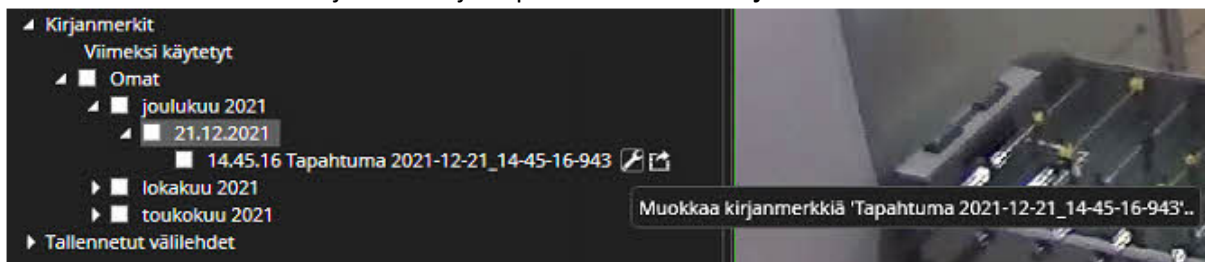 Kirjanmerkit
Viimeksi käytetyt
Omat
joulukuu 2021
21.12.2021
14.45.16 Tapahtuma 2021-12-21_14-45-16-943
lokakuu 2021
toukokuu 2021
Muokkaa kirjanmerkkiä 'Tapahtuma 2021-12-21_14-45-16-943'..
Tallennetut välilehdet